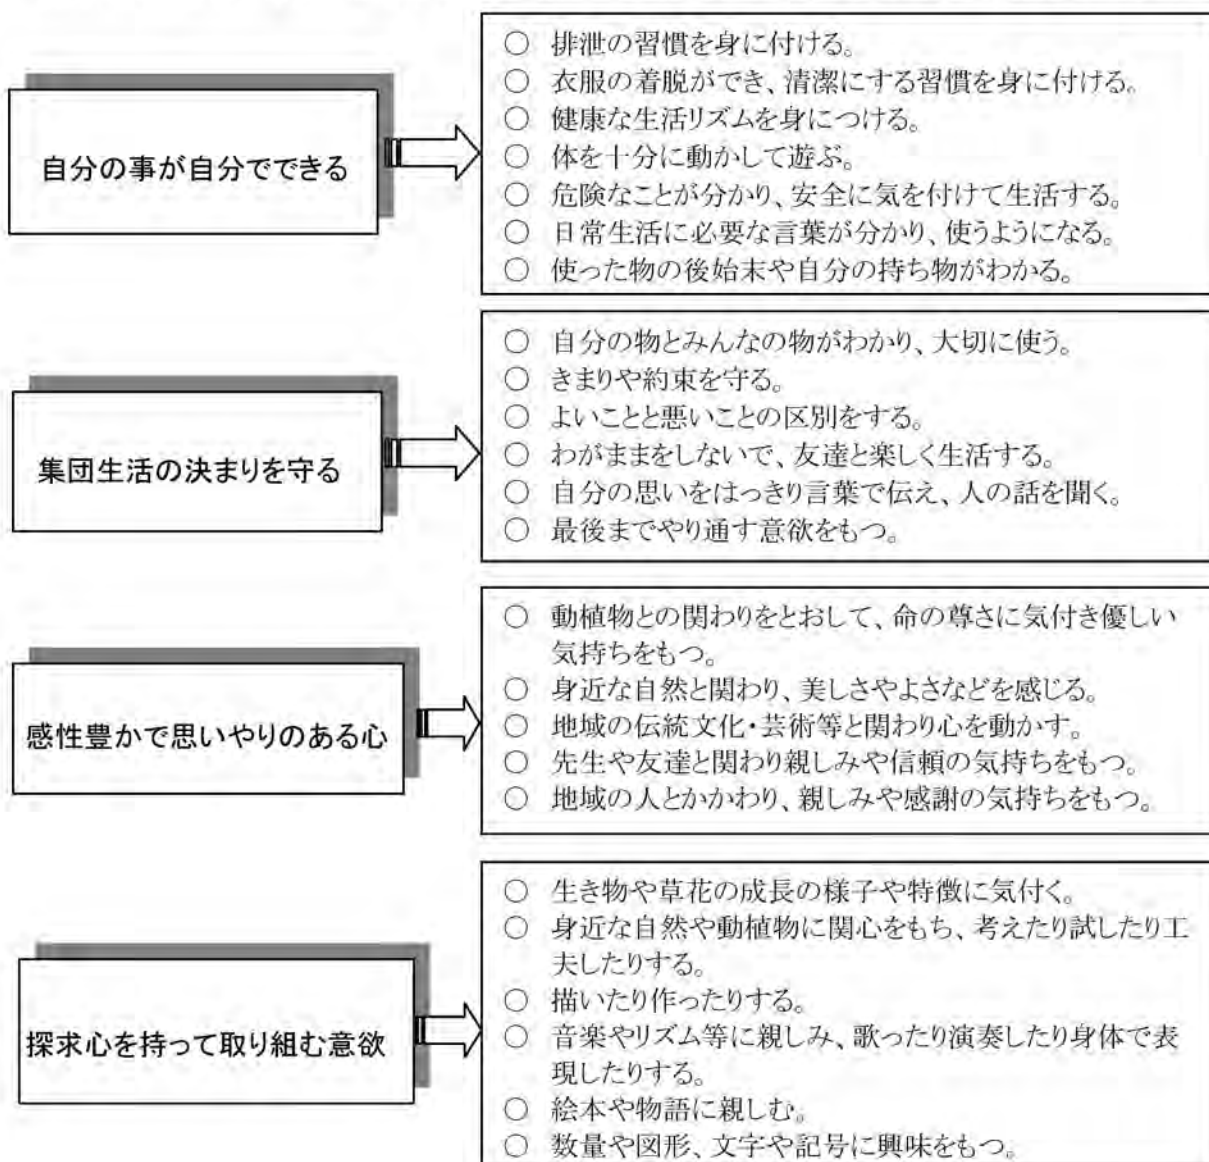 自分の事が自分でできる
○ 排泄の習慣を身に付ける。
○ 衣服の着脱ができ、清潔にする習慣を身に付ける。
○ 健康な生活リズムを身につける。
○ 体を十分に動かして遊ぶ。
○ 危険なことが分かり、安全に気を付けて生活する。
○ 日常生活に必要な言葉が分かり、使うようになる。
○ 使った物の後始末や自分の持ち物がわかる。
集団生活の決まりを守る
○ 自分の物とみんなの物がわかり、大切に使う。
○ きまりや約束を守る。
○ よいことと悪いことの区別をする。
○ わがままをしないで、友達と楽しく生活する。
○ 自分の思いをはっきり言葉で伝え、人の話を聞く。
○ 最後までやり通す意欲をもつ。
感性豊かで思いやりのある心
○ 動植物との関わりをとおして、命の尊さに気付き優しい
気持ちをもつ。
○ 身近な自然と関わり、美しさやよさなどを感じる。
○ 地域の伝統文化・芸術等と関わり心を動かす。
○ 先生や友達と関わり親しみや信頼の気持ちをもつ。
○ 地域の人とかかわり、親しみや感謝の気持ちをもつ。
探求心を持って取り組む意欲
○ 生き物や草花の成長の様子や特徴に気付く。
○ 身近な自然や動植物に関心をもち、考えたり試したり工
夫したりする。
○ 描いたり作ったりする。
○ 音楽やリズム等に親しみ、歌ったり演奏したり身体で表
現したりする。
○ 絵本や物語に親しむ。
○ 数量や図形、文字や記号に興味をもつ。